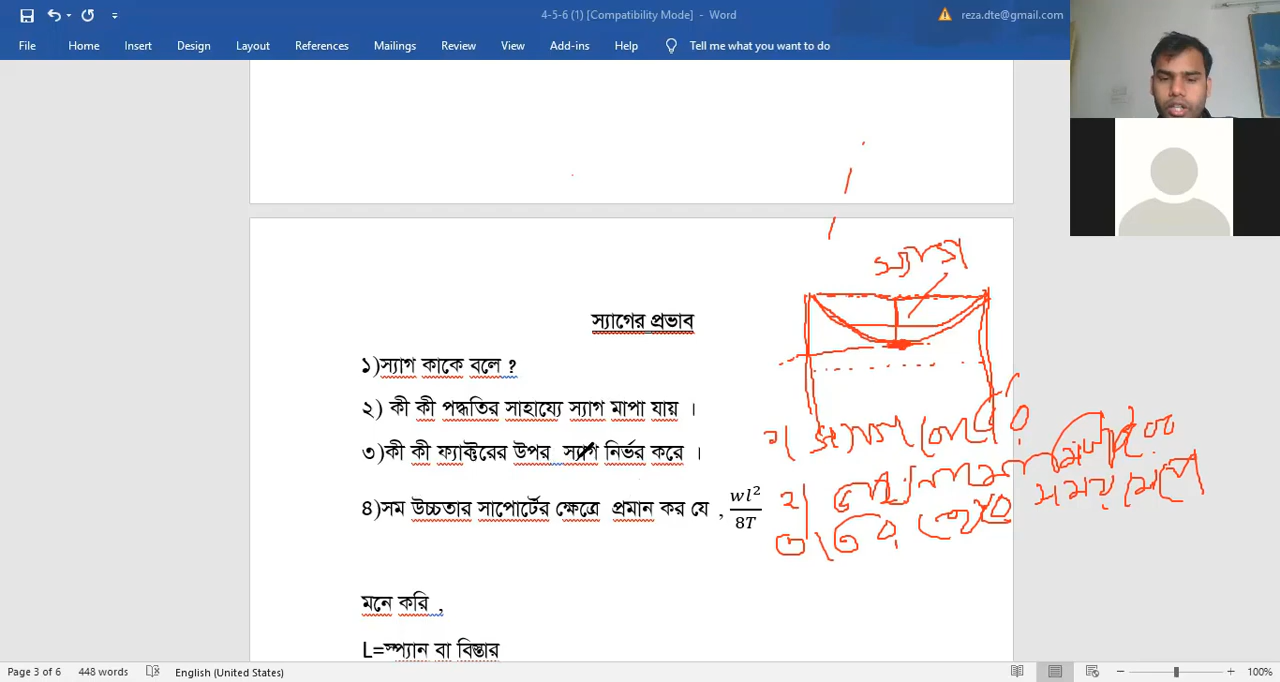 4-5-6 (1) [Compatibility Mode] - Word
reza.dte@gmail.com
File Home Insert Design Layout References Mailings Review View Add-ins Help Tell me what you want to do
স্যাগ
স্যাগের প্রভাব
১)স্যাগ কাকে বলে ?
২) কী কী পদ্ধতির সাহায্যে স্যাগ মাপা যায় ।
৩)কী কী ফ্যাক্টরের উপর স্যাগ নির্ভর করে ।
৪)সম উচ্চতার সাপোর্টের ক্ষেত্রে প্রমান কর যে , wl²/8T
মনে করি ,
L=স্প্যান বা বিস্তার
Page 3 of 6 448 words English (United States) 100%